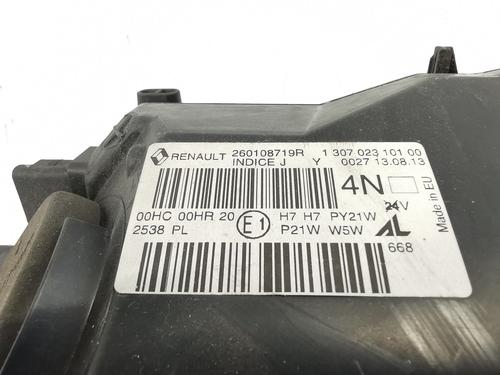 RENAULT 260108719R 1 307 023 101 00
INDICE J Y 0027 13.08.13
4N
24V
Made in EU
00HC 00HR 20 E1 H7 H7 PY21W
2538 PL P21W W5W AL
668